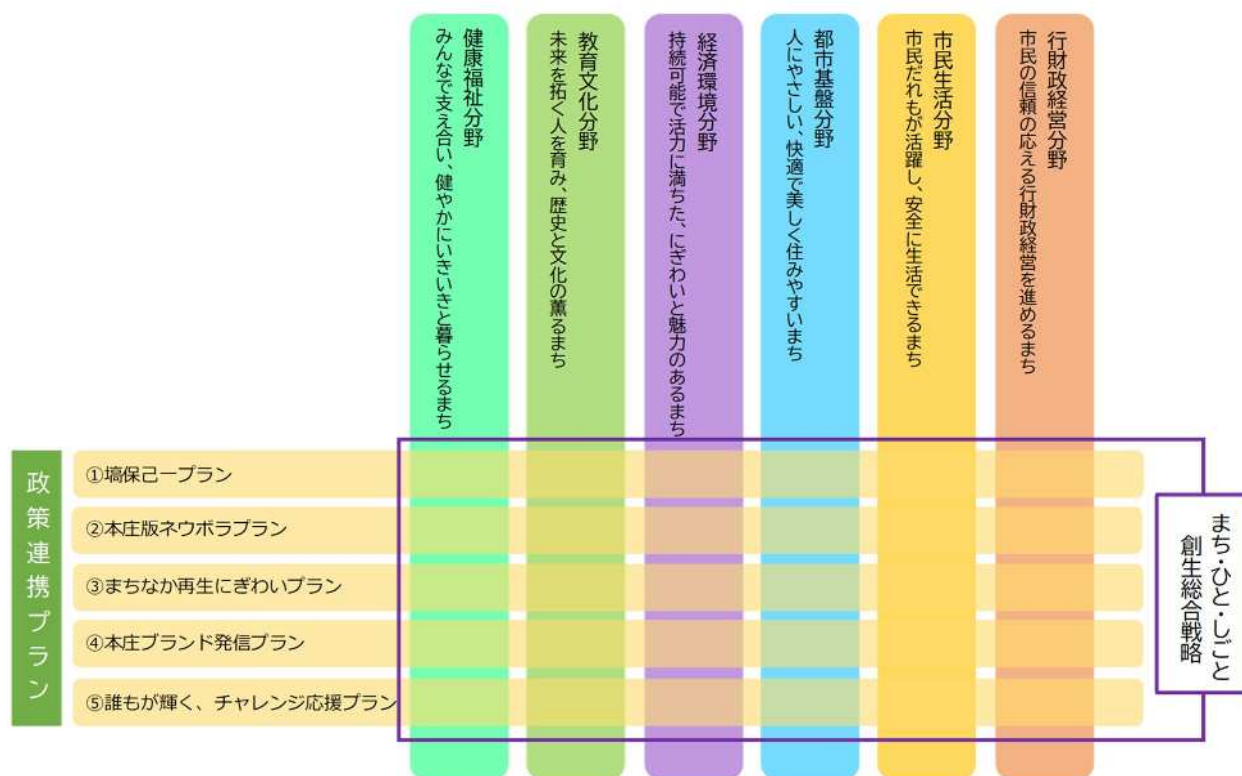 健康福祉分野
みんなで支え合い、健やかにいきいきと暮らせるまち
教育文化分野
未来を拓く人を育み、歴史と文化の薫るまち
経済環境分野
持続可能で活力に満ちた、にぎわいと魅力のあるまち
都市基盤分野
人にやさしい、快適で美しく住みやすいまち
市民生活分野
市民だれもが活躍し、安全に生活できるまち
行財政経営分野
市民の信頼の応える行財政経営を進めるまち
政策連携プラン
①塙保己一プラン
②本庄版ネウボラプラン
③まちなか再生にぎわいプラン
④本庄ブランド発信プラン
⑤誰もが輝く、チャレンジ応援プラン
まち・ひと・しごと
創生総合戦略